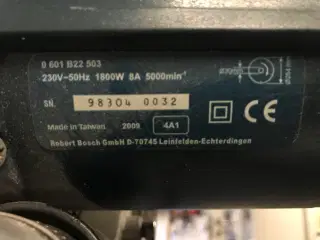 0 601 B22 503
230V~50Hz 1800W 8A 5000min⁻¹
SN. 98304 0032
Made in Taiwan 2009 4A1
Robert Bosch GmbH D-70745 Leinfelden-Echterdingen
CE